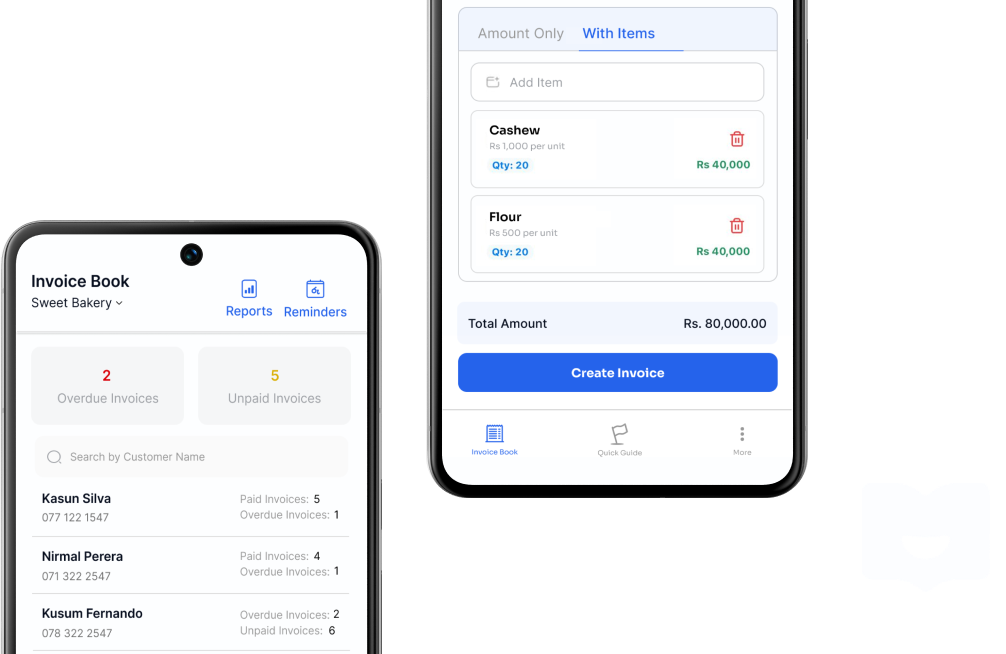 Amount Only With Items
Add Item
Cashew
Rs 1,000 per unit
Qty: 20
Rs 40,000
Flour
Rs 500 per unit
Qty: 20
Rs 40,000
Total Amount Rs. 80,000.00
Create Invoice
Invoice Book Quick Guide More
Invoice Book
Sweet Bakery
Reports Reminders
2 5
Overdue Invoices Unpaid Invoices
Search by Customer Name
Kasun Silva Paid Invoices: 5
077 122 1547 Overdue Invoices: 1
Nirmal Perera Paid Invoices: 4
071 322 2547 Overdue Invoices: 1
Kusum Fernando Overdue Invoices: 2
078 322 2547 Unpaid Invoices: 6